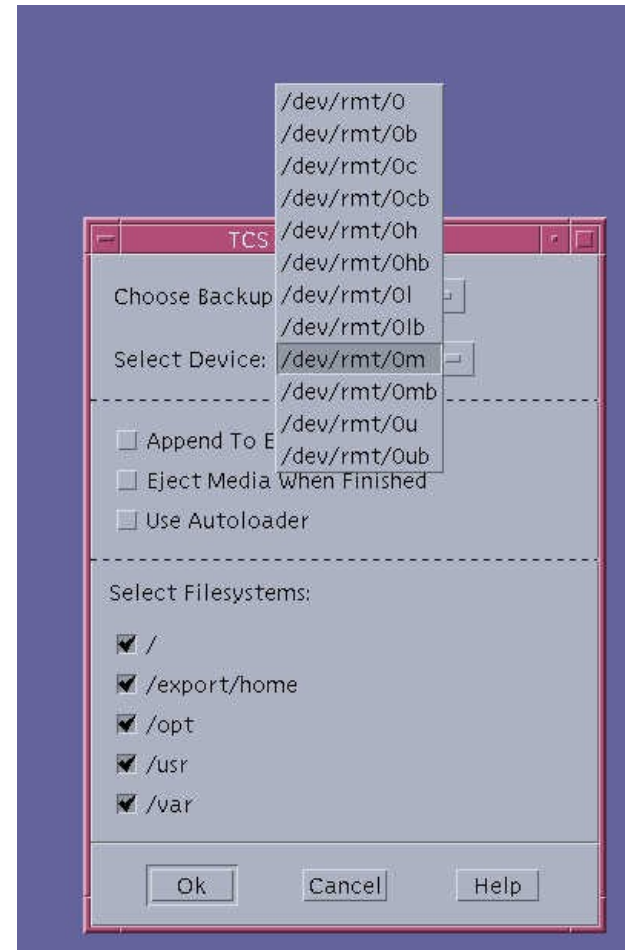 /dev/rmt/0
/dev/rmt/0b
/dev/rmt/0c
/dev/rmt/0cb
/dev/rmt/0h
/dev/rmt/0hb
/dev/rmt/0l
/dev/rmt/0lb
/dev/rmt/0m
/dev/rmt/0mb
/dev/rmt/0u
/dev/rmt/0ub
TCS
Choose Backup
Select Device:
Append To E
Eject Media When Finished
Use Autoloader
Select Filesystems:
/
/export/home
/opt
/usr
/var
Ok Cancel Help